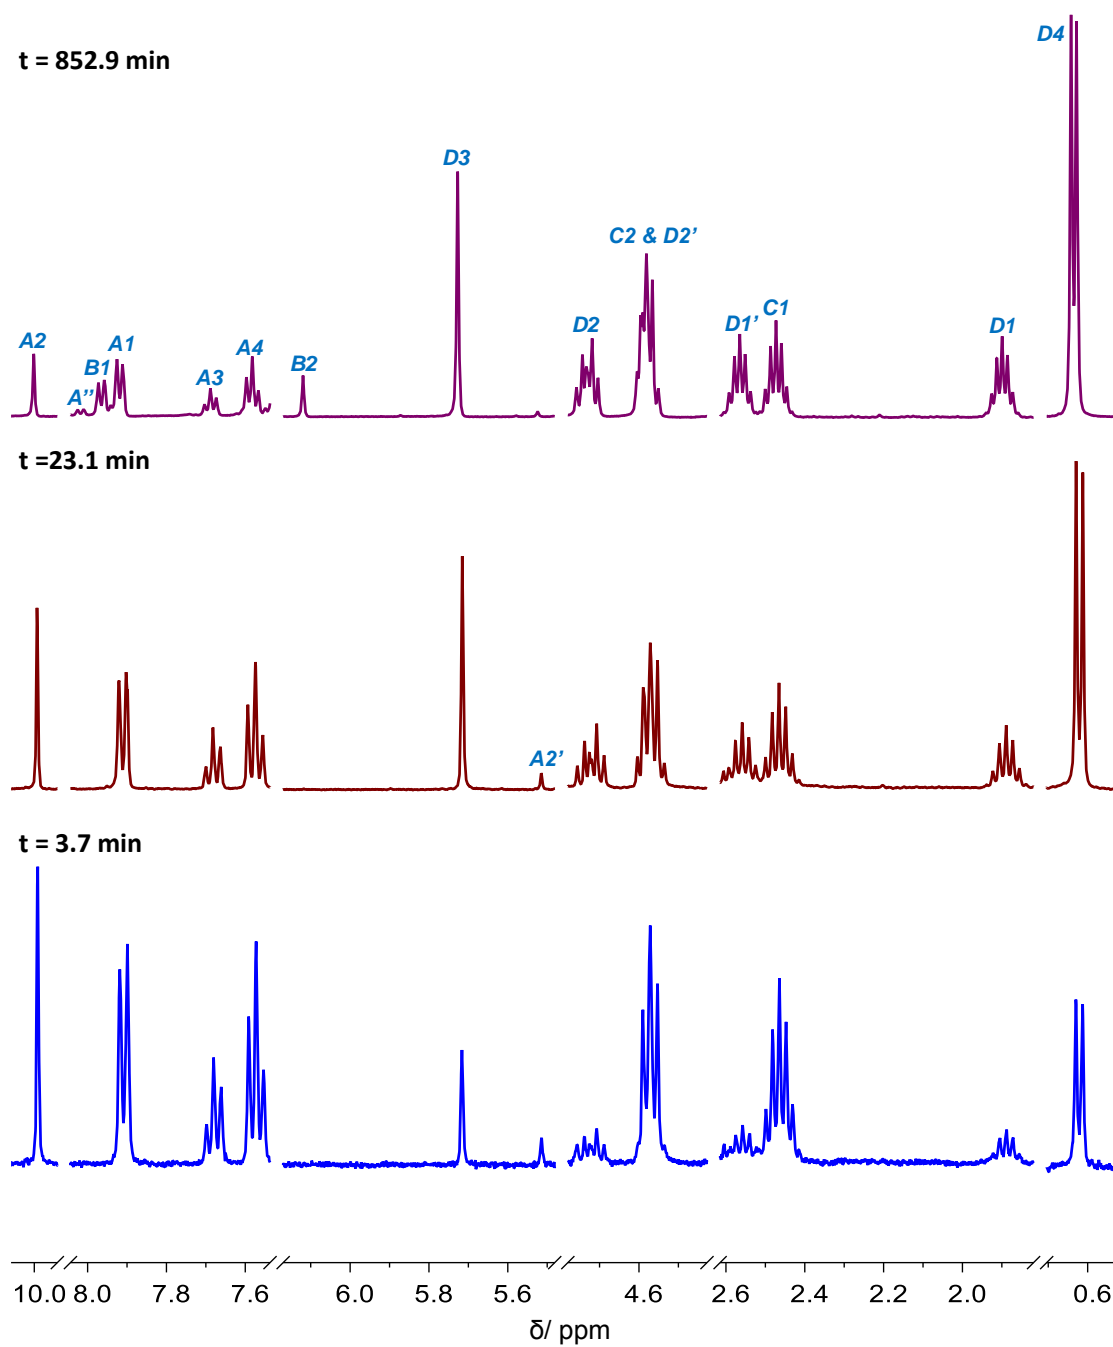 t = 852.9 min
D4
D3
C2 & D2’
A2
A’’
B1
A1
A3
A4
B2
D2
D1’
C1
D1
t =23.1 min
A2’
t = 3.7 min
10.0 8.0 7.8 7.6 6.0 5.8 5.6 4.6 2.6 2.4 2.2 2.0 0.6
δ/ ppm